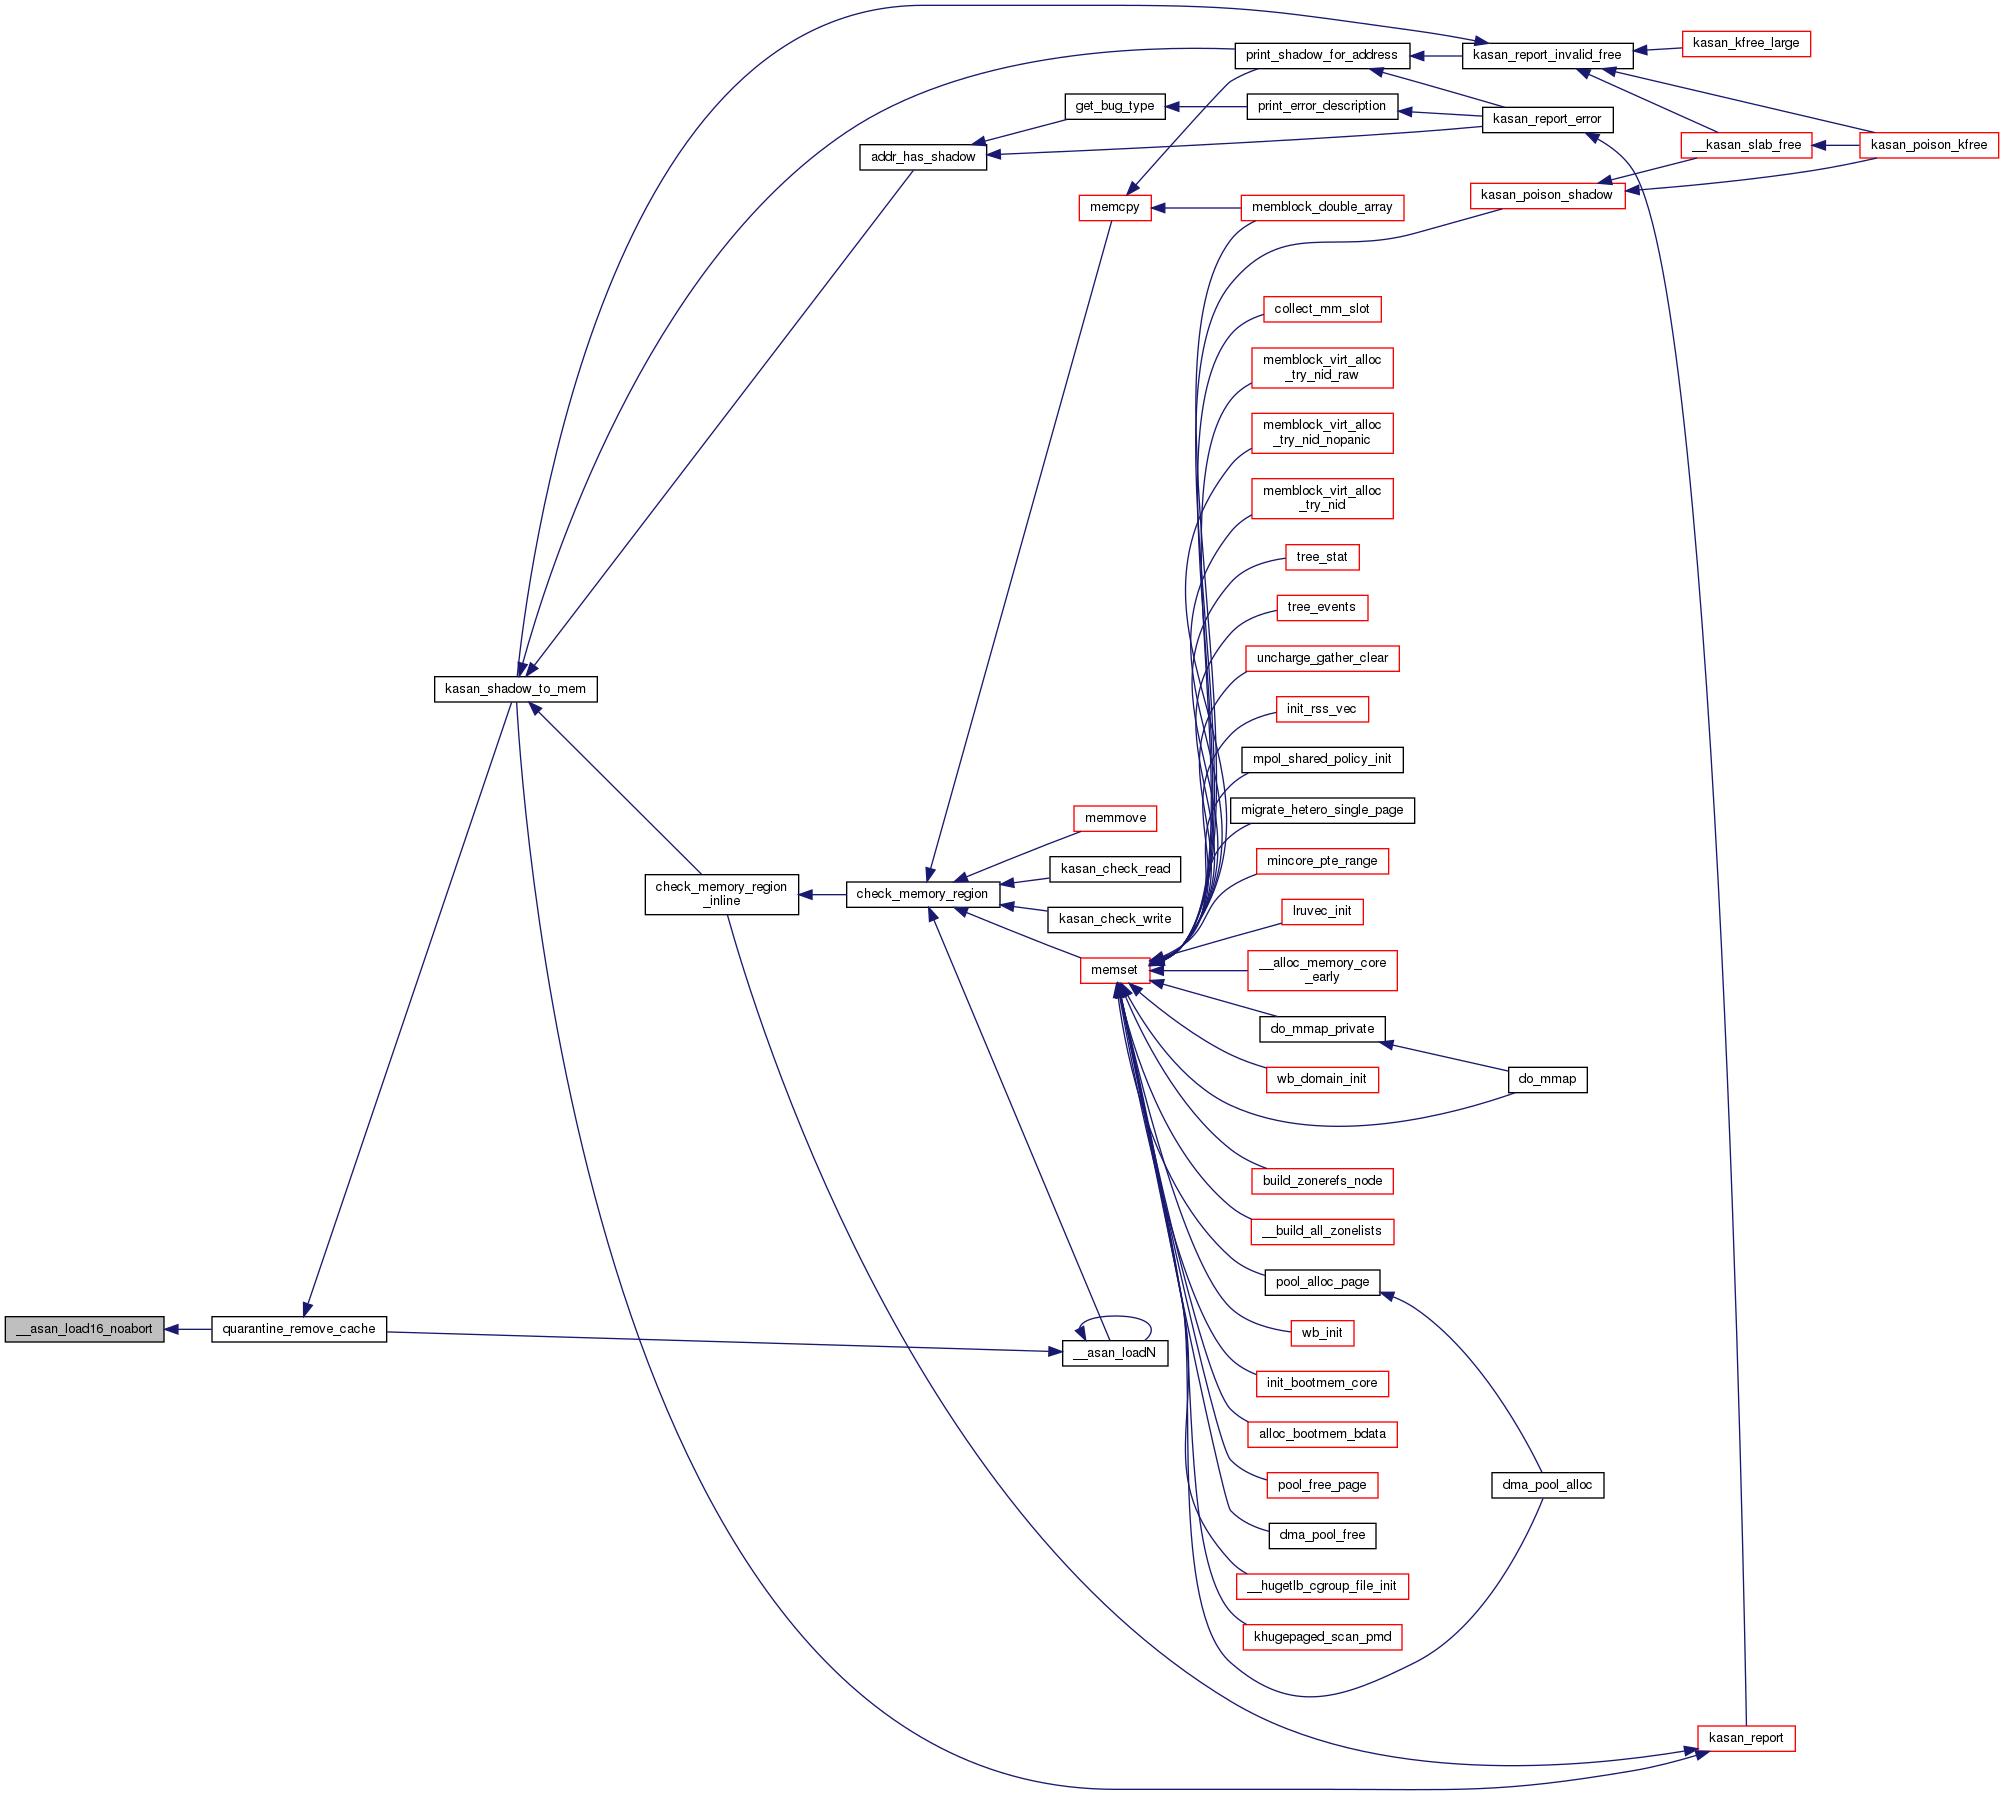 kasan_report_invalid_free
kasan_kfree_large
print_shadow_for_address
get_bug_type
print_error_description
kasan_report_error
addr_has_shadow
__kasan_slab_free
kasan_poison_kfree
memcpy
memblock_double_array
kasan_poison_shadow
collect_mm_slot
memblock_virt_alloc
_try_nid_raw
memblock_virt_alloc
_try_nid_nopanic
memblock_virt_alloc
_try_nid
tree_stat
tree_events
uncharge_gather_clear
kasan_shadow_to_mem
init_rss_vec
mpol_shared_policy_init
migrate_hetero_single_page
memmove
mincore_pte_range
kasan_check_read
check_memory_region
_inline
check_memory_region
kasan_check_write
lruvec_init
memset
__alloc_memory_core
_early
do_mmap_private
wb_domain_init
do_mmap
build_zonerefs_node
__build_all_zonelists
pool_alloc_page
__asan_load16_noabort
quarantine_remove_cache
wb_init
__asan_loadN
init_bootmem_core
alloc_bootmem_bdata
pool_free_page
dma_pool_alloc
dma_pool_free
__hugetlb_cgroup_file_init
khugepaged_scan_pmd
kasan_report